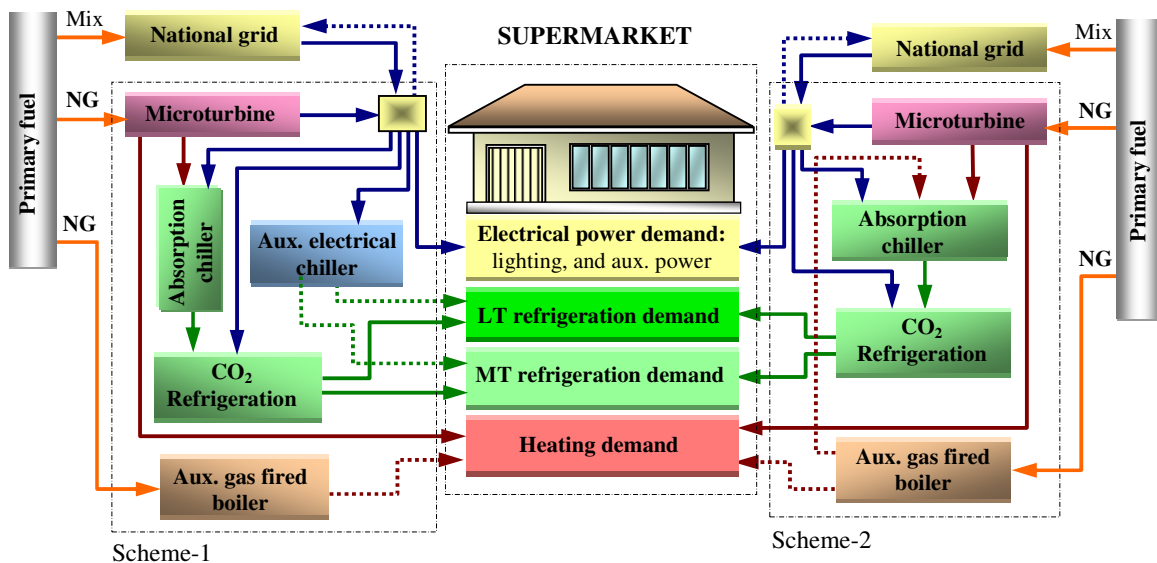 Mix
National grid
SUPERMARKET
National grid
Mix
NG
Microturbine
Microturbine
NG
Primary fuel
Primary fuel
NG
Absorption
chiller
Aux. electrical
chiller
Electrical power demand:
lighting, and aux. power
Absorption
chiller
NG
LT refrigeration demand
CO₂
Refrigeration
MT refrigeration demand
CO₂
Refrigeration
Heating demand
Aux. gas fired
boiler
Aux. gas fired
boiler
Scheme-1
Scheme-2